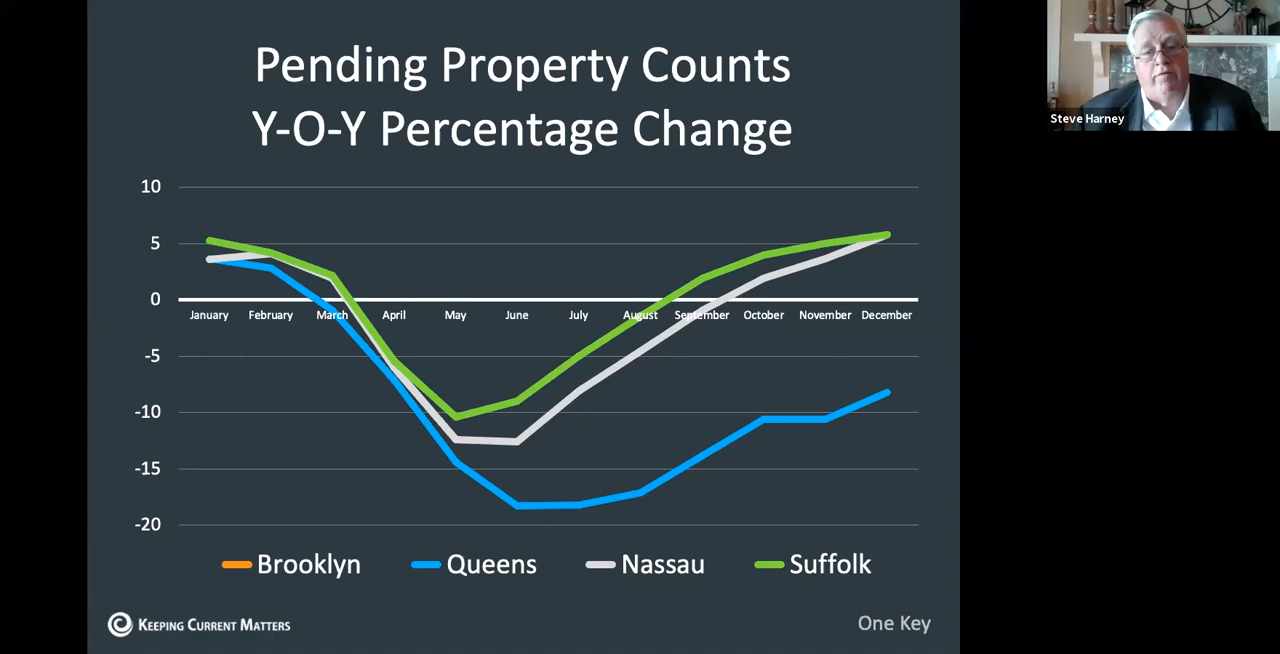 Pending Property Counts
Y-O-Y Percentage Change
Steve Harney
10
5
0
January February March April May June July August September October November December
-5
-10
-15
-20
Brooklyn Queens Nassau Suffolk
KEEPING CURRENT MATTERS
One Key